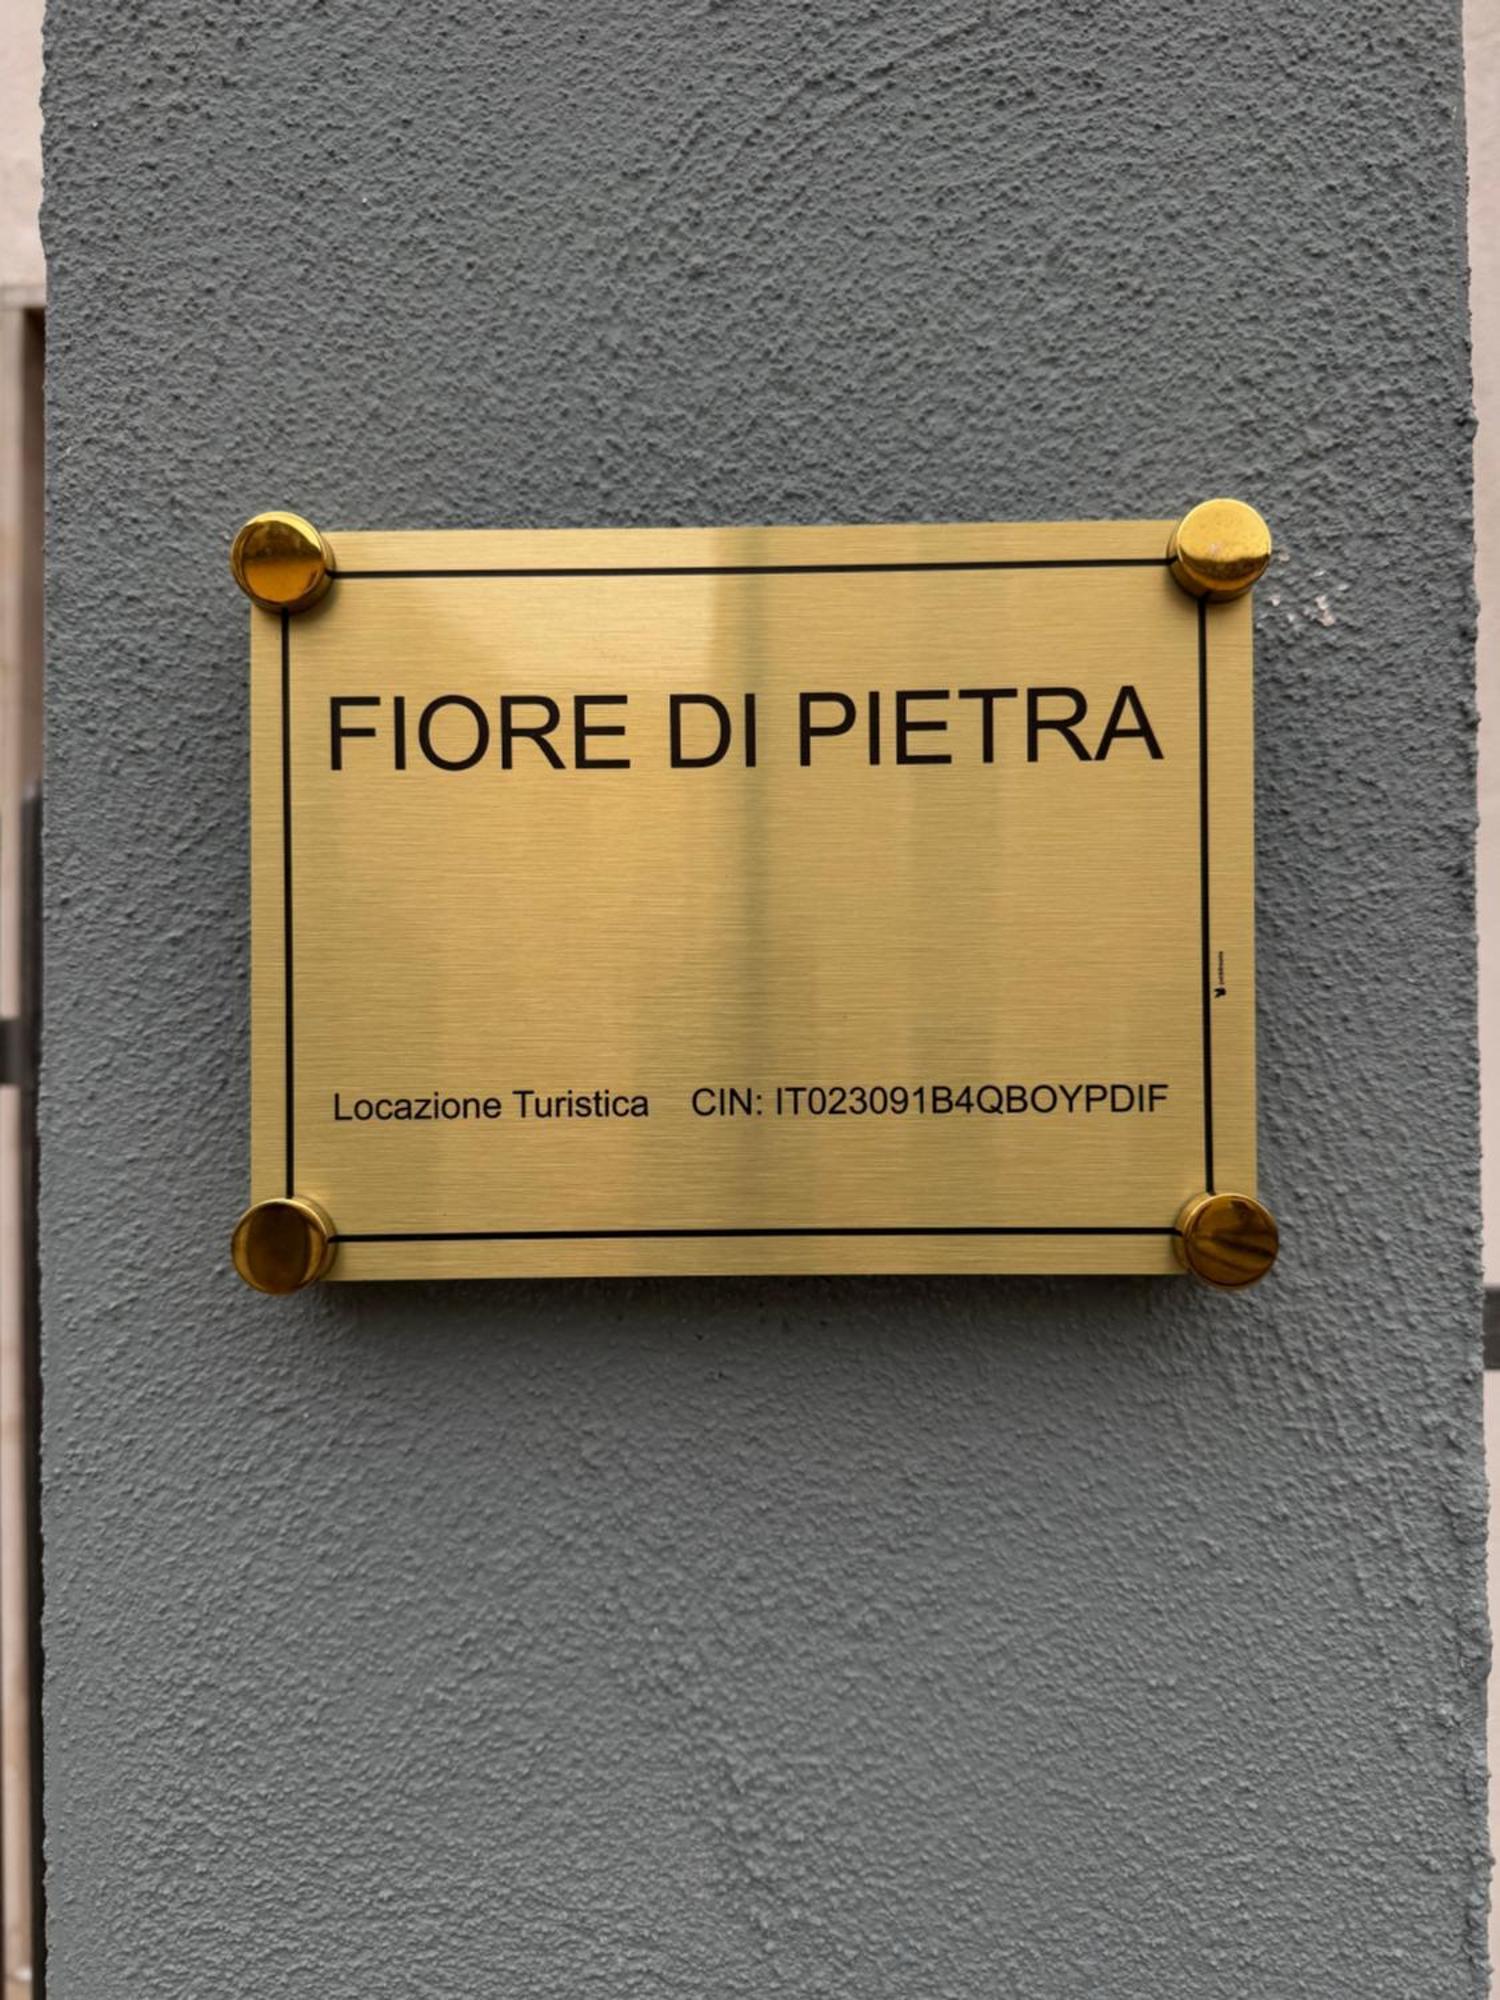 FIORE DI PIETRA
Locazione Turistica CIN: IT023091B4QBOYPDIF